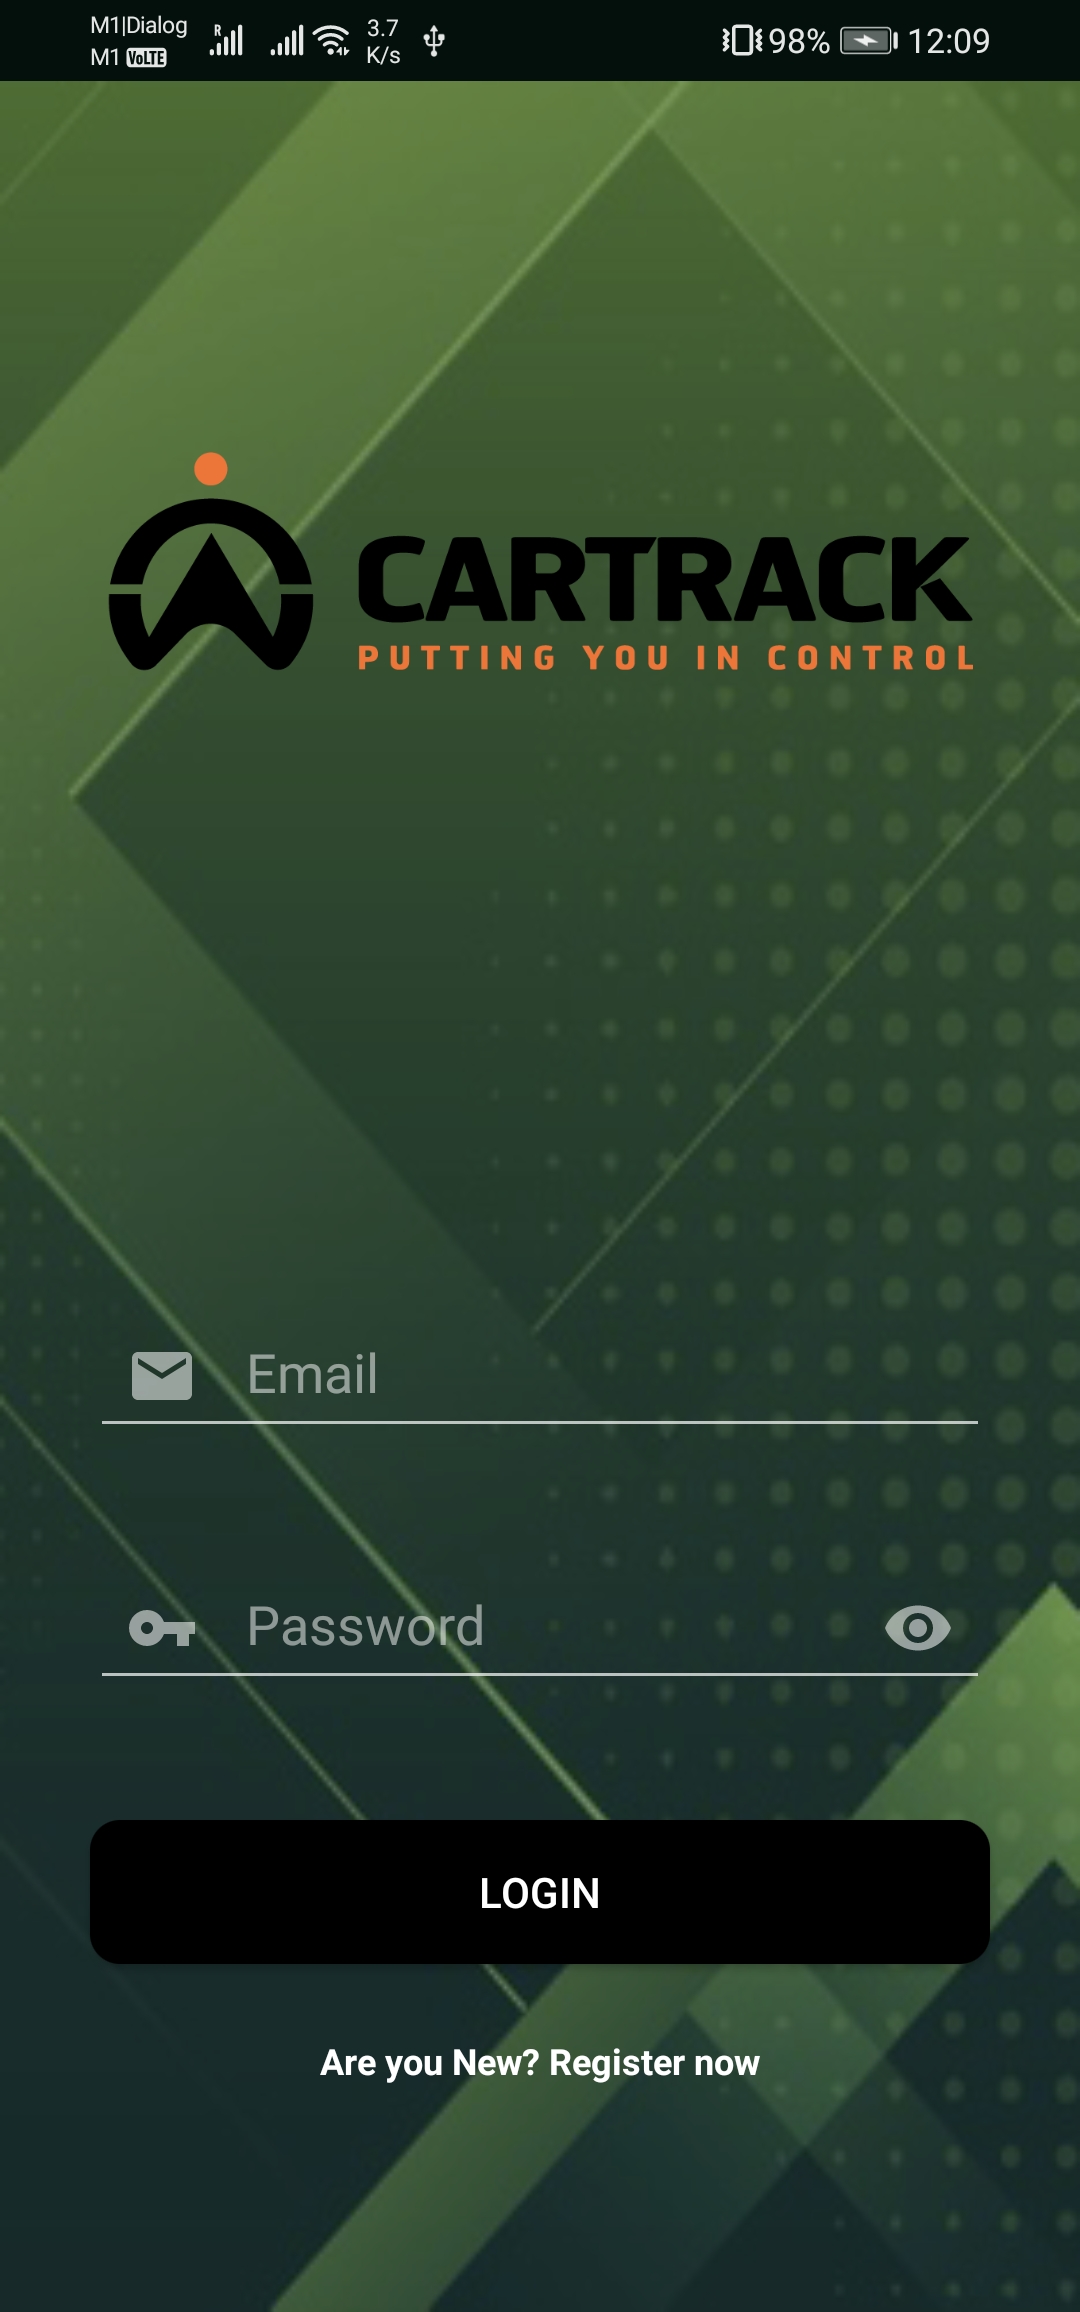 M1|Dialog
M1 VoLTE
R
3.7
K/s
98%
12:09
CARTRACK
PUTTING YOU IN CONTROL
Email
Password
LOGIN
Are you New? Register now